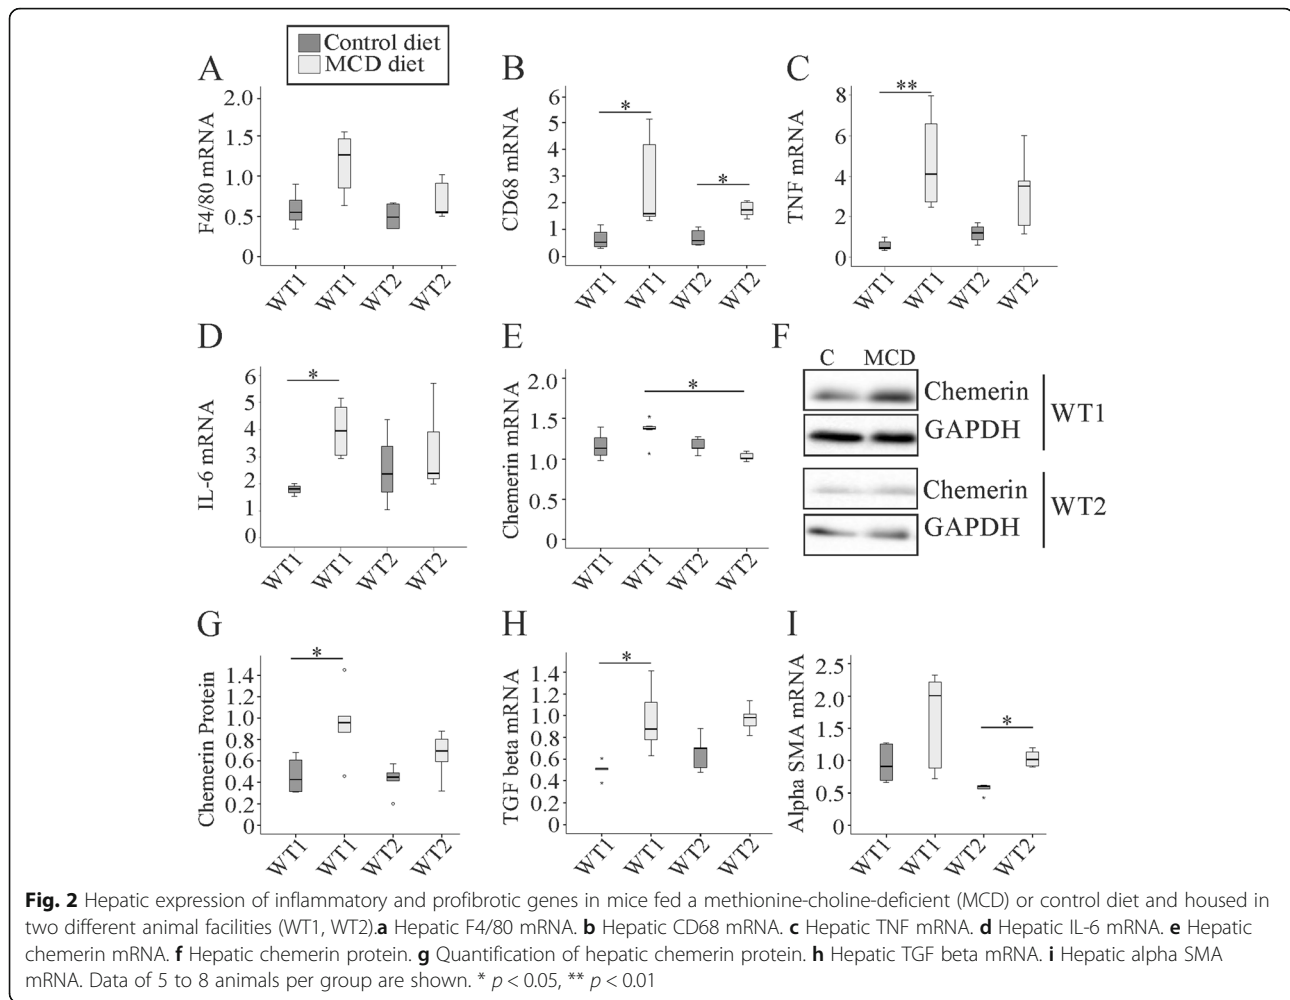 Control diet
MCD diet
A
F4/80 mRNA
2.0
1.5
1.0
0.5
0
WT1 WT1 WT2 WT2
B
CD68 mRNA
6
5
4
3
2
1
0
*
*
WT1 WT1 WT2 WT2
C
TNF mRNA
8
6
4
2
0
**
WT1 WT1 WT2 WT2
D
IL-6 mRNA
6
5
4
3
2
1
0
*
WT1 WT1 WT2 WT2
E
Chemerin mRNA
2.0
1.5
1.0
0.5
0
*
WT1 WT1 WT2 WT2
F
C MCD
Chemerin
GAPDH
WT1
Chemerin
GAPDH
WT2
G
Chemerin Protein
1.4
1.2
1.0
0.8
0.6
0.4
0.2
0
*
WT1 WT1 WT2 WT2
H
TGF beta mRNA
1.4
1.2
1.0
0.8
0.6
0.4
0.2
0
*
WT1 WT1 WT2 WT2
I
Alpha SMA mRNA
2.5
2.0
1.5
1.0
0.5
0
*
WT1 WT1 WT2 WT2
Fig. 2 Hepatic expression of inflammatory and profibrotic genes in mice fed a methionine-choline-deficient (MCD) or control diet and housed in
two different animal facilities (WT1, WT2).a Hepatic F4/80 mRNA. b Hepatic CD68 mRNA. c Hepatic TNF mRNA. d Hepatic IL-6 mRNA. e Hepatic
chemerin mRNA. f Hepatic chemerin protein. g Quantification of hepatic chemerin protein. h Hepatic TGF beta mRNA. i Hepatic alpha SMA
mRNA. Data of 5 to 8 animals per group are shown. * p < 0.05, ** p < 0.01